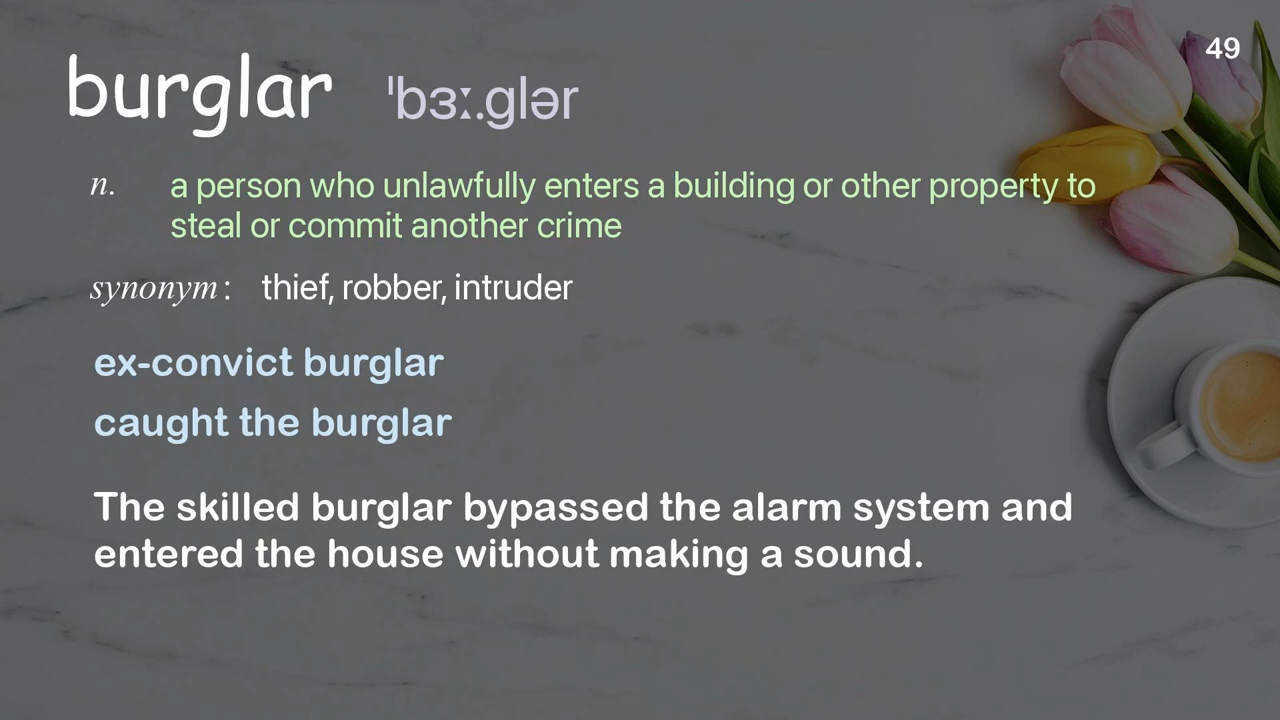 49
burglar ˈbɜː.ɡlər
n. a person who unlawfully enters a building or other property to
steal or commit another crime
synonym : thief, robber, intruder
ex-convict burglar
caught the burglar
The skilled burglar bypassed the alarm system and
entered the house without making a sound.